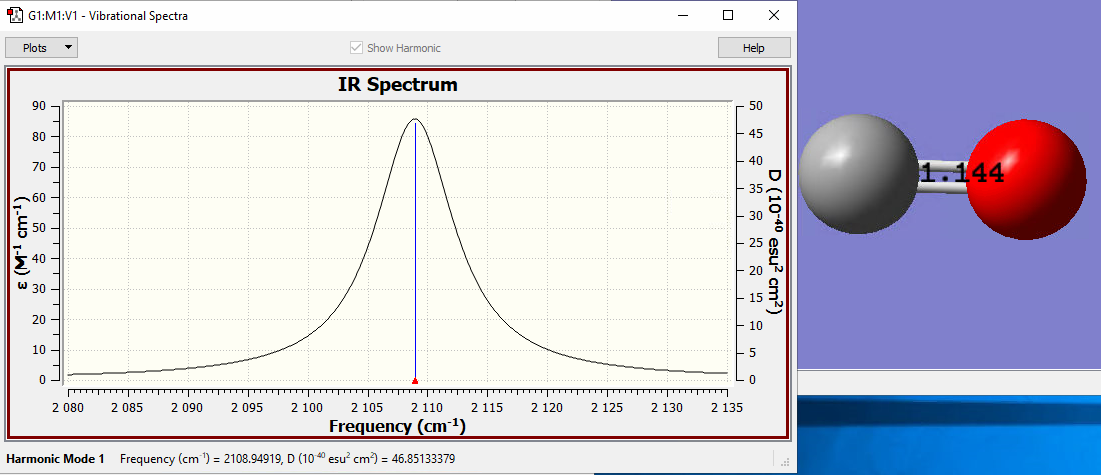 G1:M1:V1 - Vibrational Spectra
Plots
Show Harmonic
Help
IR Spectrum
90
80
70
60
50
40
30
20
10
0
ε (M⁻¹ cm⁻¹)
50
45
40
35
30
25
20
15
10
5
0
D (10⁻⁴⁰ esu² cm²)
2 080 2 085 2 090 2 095 2 100 2 105 2 110 2 115 2 120 2 125 2 130 2 135
Frequency (cm⁻¹)
Harmonic Mode 1 Frequency (cm⁻¹) = 2108.94919, D (10⁻⁴⁰ esu² cm²) = 46.85133379
1.144